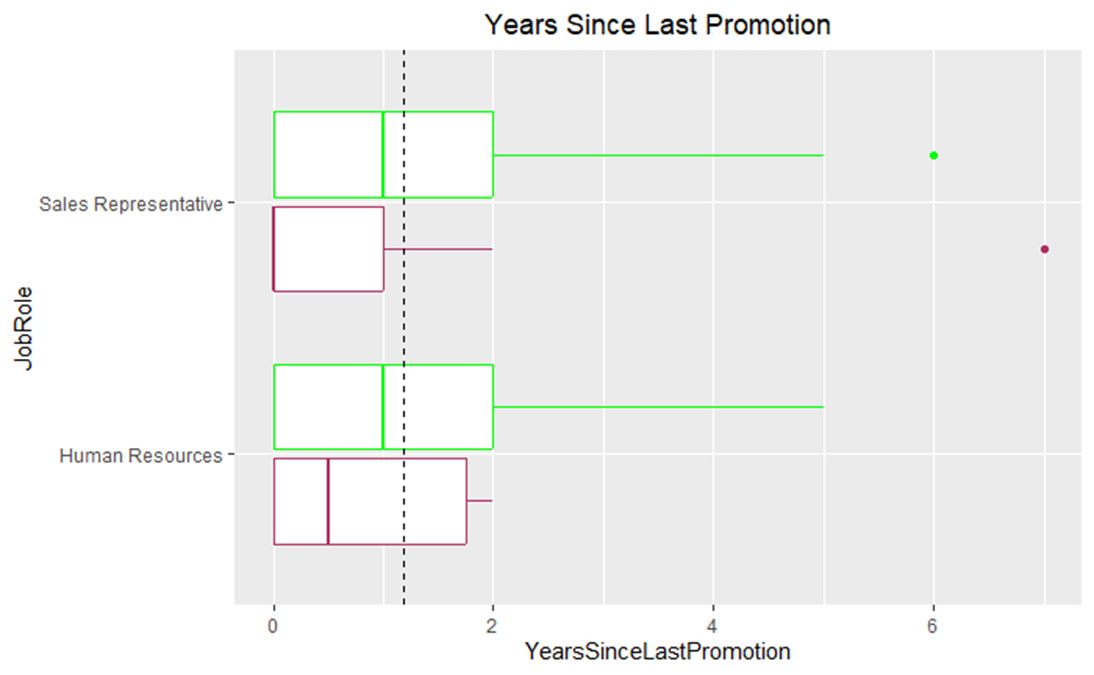 Years Since Last Promotion
Sales Representative
JobRole
Human Resources
0 2 4 6
YearsSinceLastPromotion